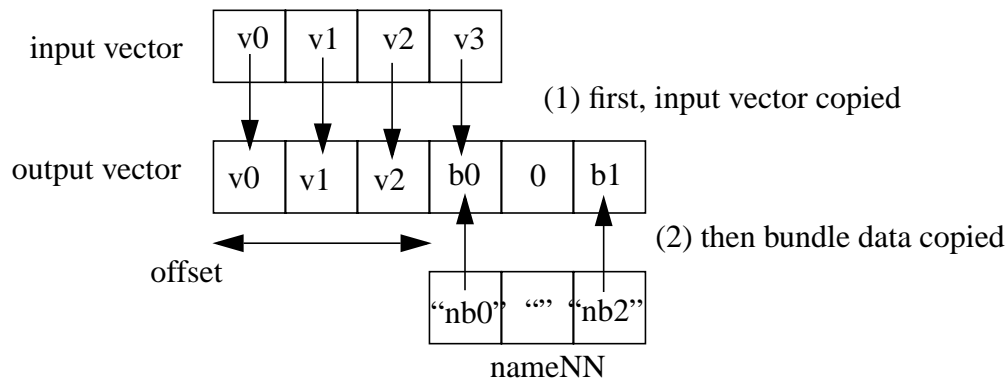 input vector v0 v1 v2 v3
(1) first, input vector copied
output vector v0 v1 v2 b0 0 b1
(2) then bundle data copied
offset
“nb0” “” “nb2”
nameNN